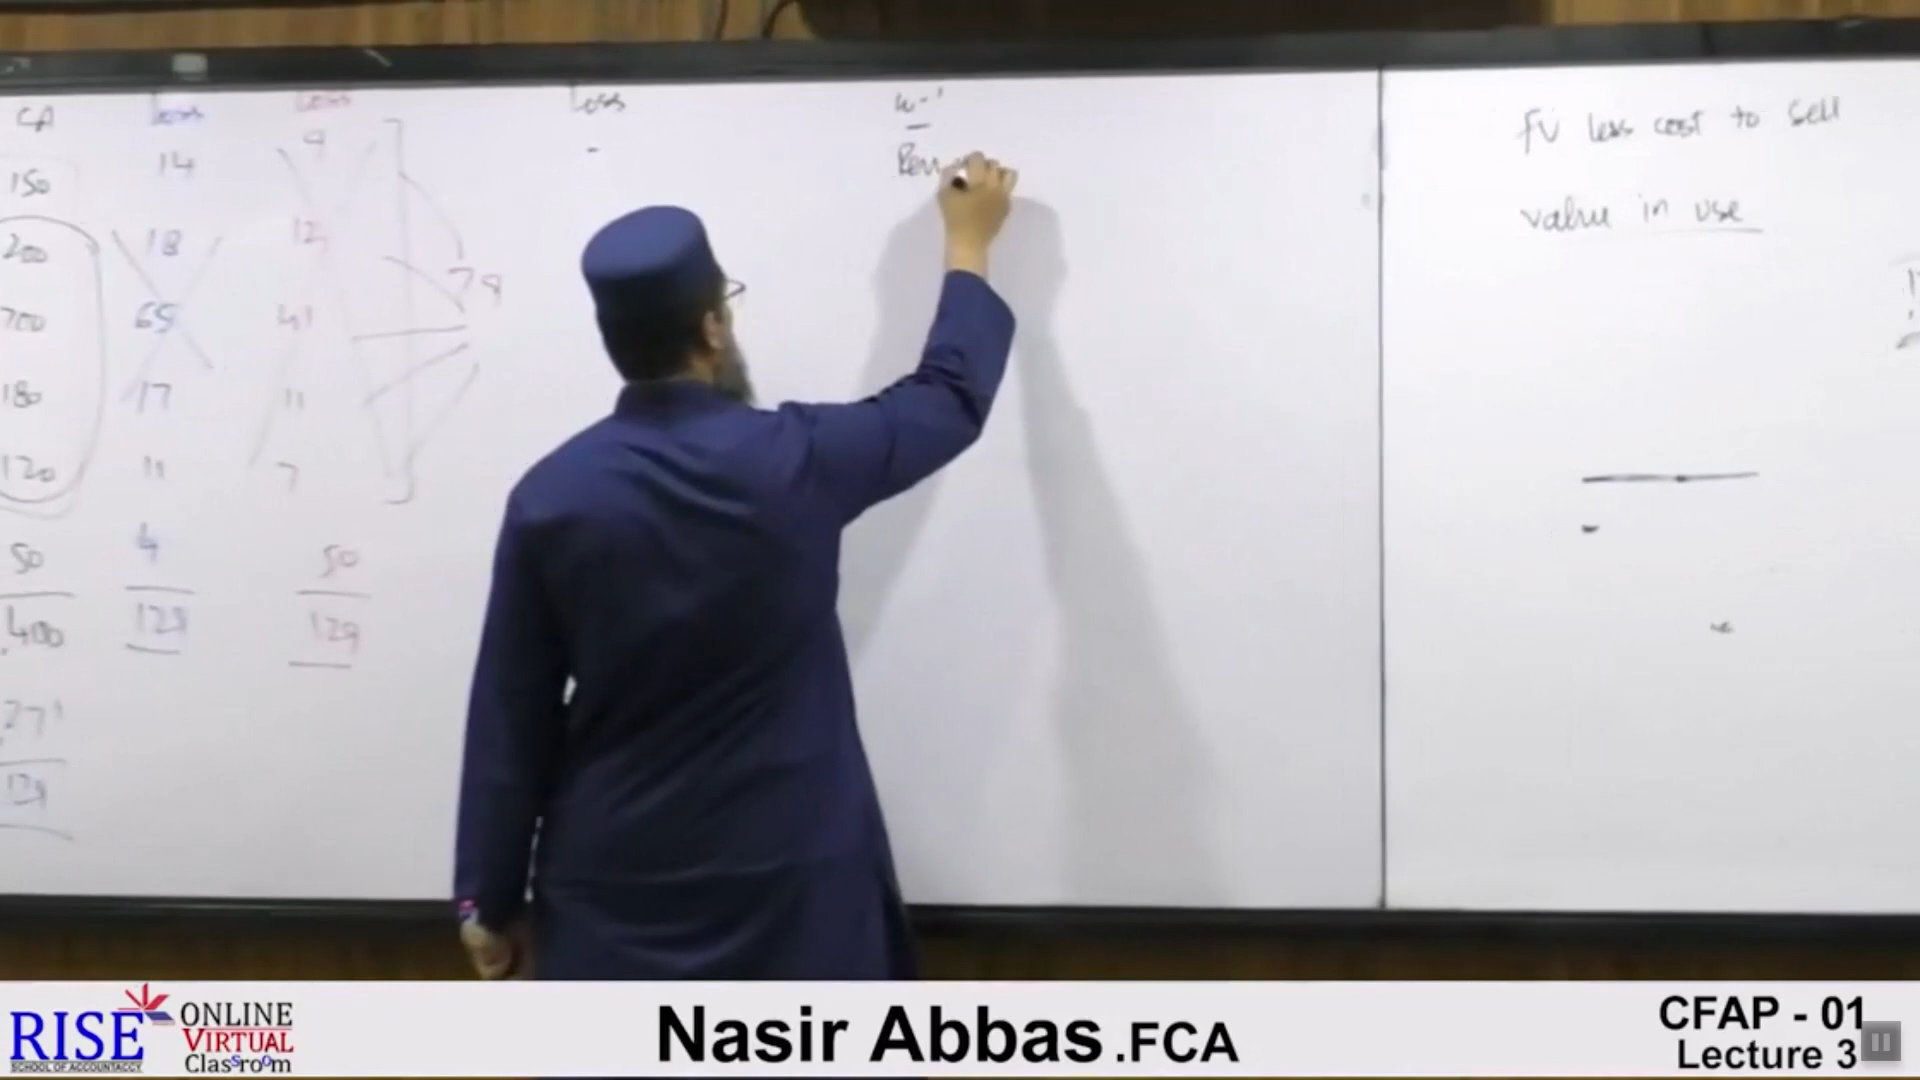 CA Loss Loss Loss W-1
150 14 9 -
200 18 12
700 65 41 79
180 17 11
120 11 7
50 4 50
400 129 129
FV less cost to sell
value in use
RISE
SCHOOL OF ACCOUNTANCY
ONLINE
VIRTUAL
Classroom
Nasir Abbas .FCA
CFAP - 01
Lecture 3